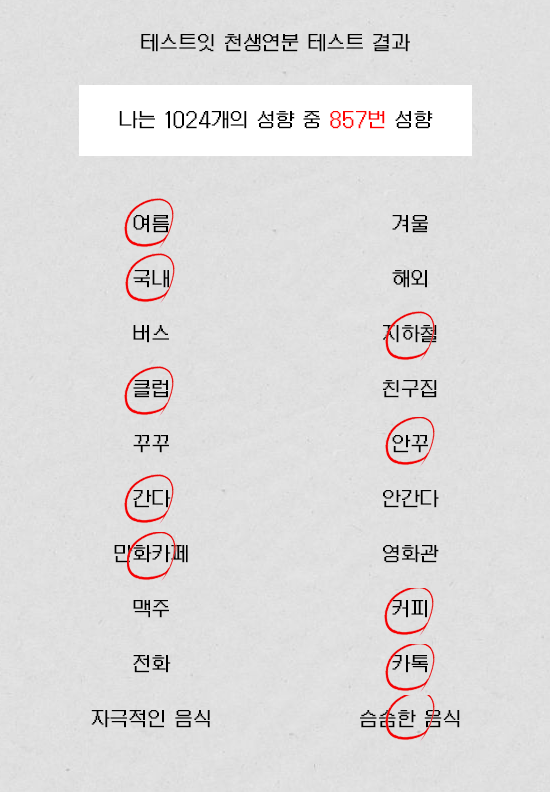 테스트잇 천생연분 테스트 결과
나는 1024개의 성향 중 857번 성향
여름 겨울
국내 해외
버스 지하철
클럽 친구집
꾸꾸 안꾸
간다 안간다
만화카페 영화관
맥주 커피
전화 카톡
자극적인 음식 슴슴한 음식